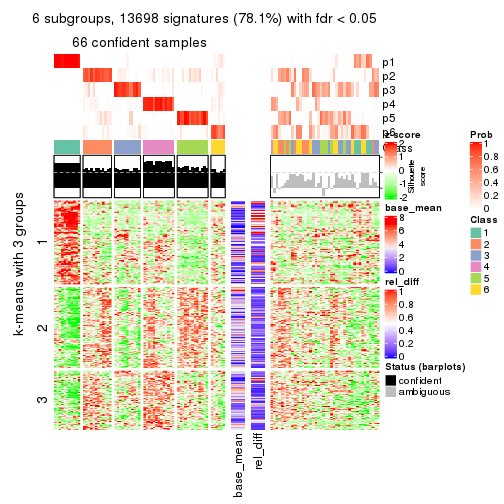 6 subgroups, 13698 signatures (78.1%) with fdr < 0.05
66 confident samples
p1
p2
p3
p4
p5
p6
z-score
2
1
0
-1
-2
Class
Silhouette
score
Prob
1
0.8
0.6
0.4
0.2
0
Class
1
2
3
4
5
6
base_mean
8
6
4
2
0
rel_diff
1
0.8
0.6
0.4
0.2
0
Status (barplots)
confident
ambiguous
k-means with 3 groups
1
2
3
base_mean
rel_diff